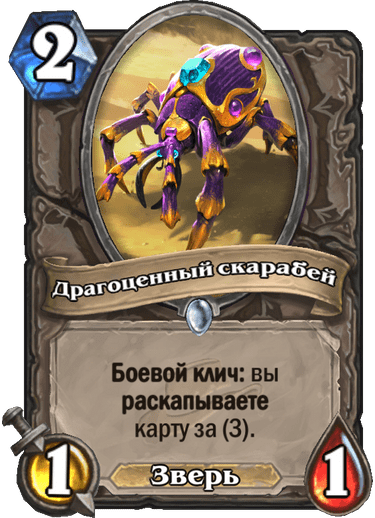 2
Драгоценный скарабей
Боевой клич: вы
раскапываете
карту за (3).
1 Зверь 1